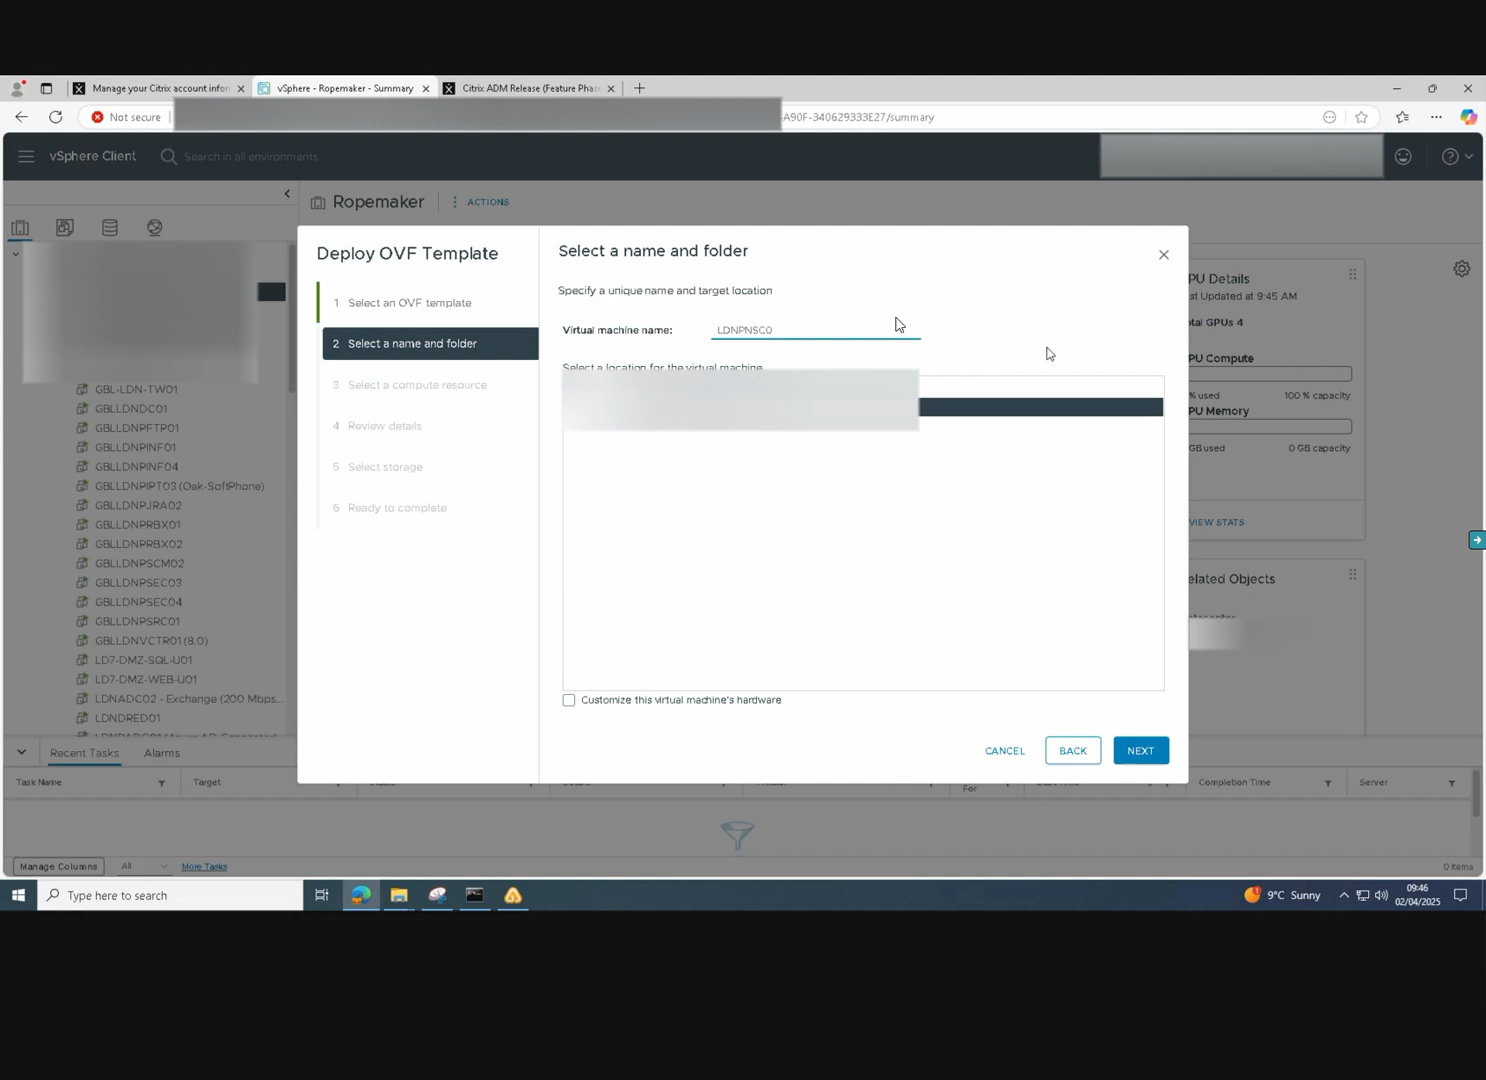 Manage your Citrix account infor
vSphere - Ropemaker - Summary
Citrix ADM Release (Feature Phas
Not secure
A90F-340629333E27/summary
vSphere Client
Search in all environments
Ropemaker
ACTIONS
Deploy OVF Template
1 Select an OVF template
2 Select a name and folder
3 Select a compute resource
4 Review details
5 Select storage
6 Ready to complete
Select a name and folder
Specify a unique name and target location
Virtual machine name:
LDNPNSC0
Select a location for the virtual machine.
Customize this virtual machine's hardware
CANCEL
BACK
NEXT
GBL-LDN-TW01
GBLLDNDC01
GBLLDNPFTP01
GBLLDNPINF01
GBLLDNPINF04
GBLLDNPIPT03 (Oak-SoftPhone)
GBLLDNPJRA02
GBLLDNPRBX01
GBLLDNPRBX02
GBLLDNPSCM02
GBLLDNPSEC03
GBLLDNPSEC04
GBLLDNPSRC01
GBLLDNVCTR01 (8.0)
LD7-DMZ-SQL-U01
LD7-DMZ-WEB-U01
LDNADC02 - Exchange (200 Mbps...
LDNDRED01
PU Details
st Updated at 9:45 AM
otal GPUs 4
PU Compute
% used
100 % capacity
PU Memory
GB used
0 GB capacity
VIEW STATS
elated Objects
Recent Tasks
Alarms
Task Name
Target
For
Completion Time
Server
Manage Columns
All
More Tasks
0 items
Type here to search
9°C Sunny
09:46
02/04/2025